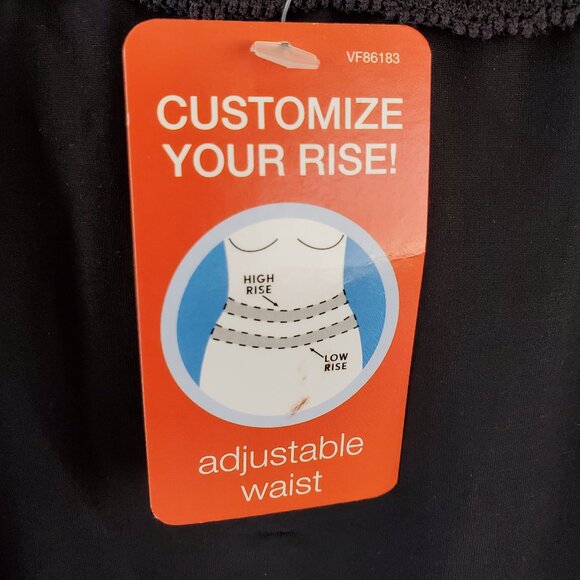 VF86183
CUSTOMIZE
YOUR RISE!
HIGH
RISE
LOW
RISE
adjustable
waist